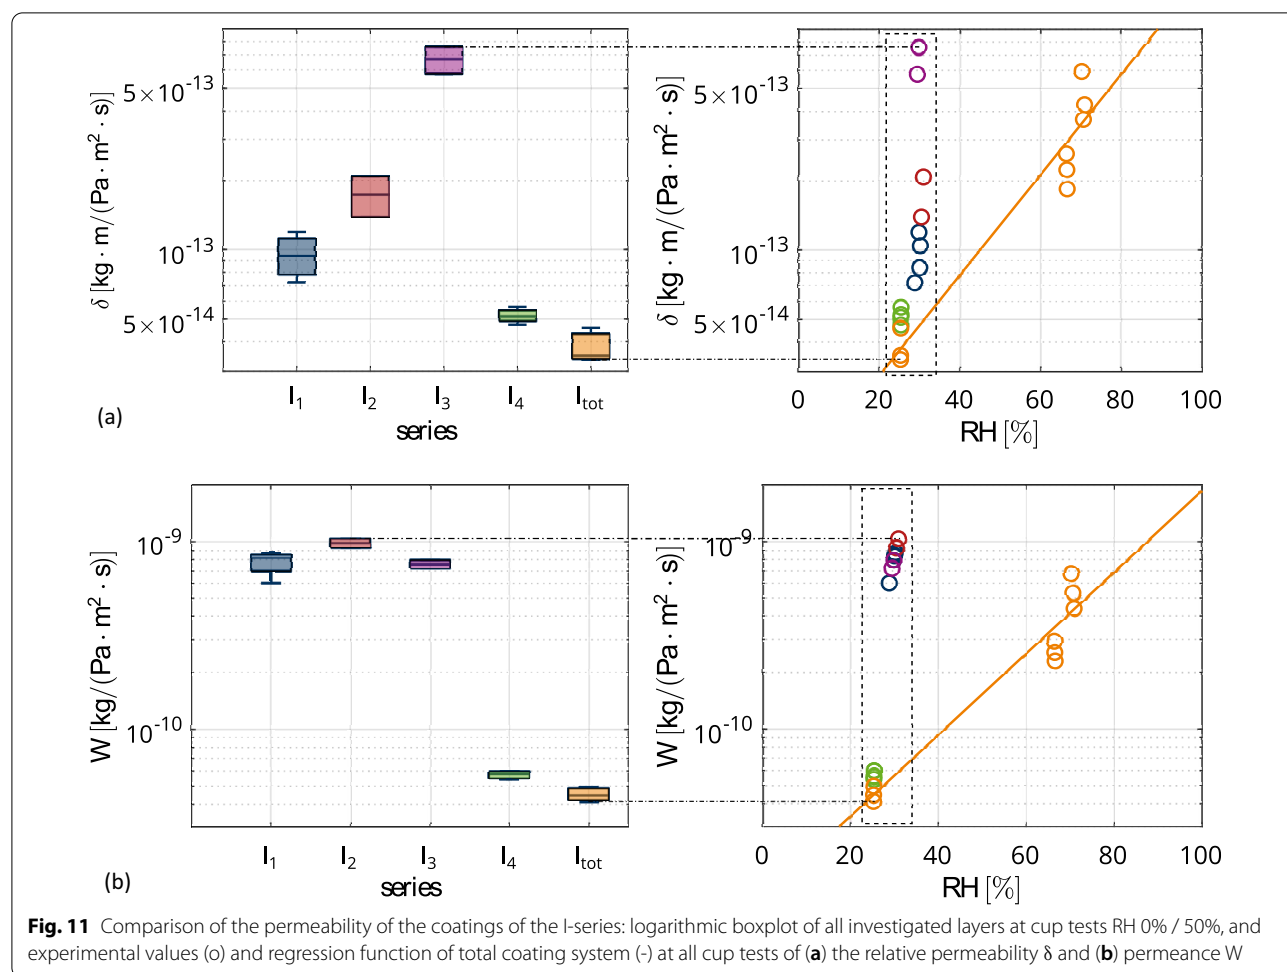 δ [kg · m/(Pa · m² · s)]
5×10⁻¹³
10⁻¹³
5×10⁻¹⁴
I₁ I₂ I₃ I₄ Iₜₒₜ
series
(a)
δ [kg · m/(Pa · m² · s)]
5×10⁻¹³
10⁻¹³
5×10⁻¹⁴
0 20 40 60 80 100
RH [%]
W [kg/(Pa · m² · s)]
10⁻⁹
10⁻¹⁰
I₁ I₂ I₃ I₄ Iₜₒₜ
series
(b)
W [kg/(Pa · m² · s)]
10⁻⁹
10⁻¹⁰
0 20 40 60 80 100
RH [%]
Fig. 11 Comparison of the permeability of the coatings of the I-series: logarithmic boxplot of all investigated layers at cup tests RH 0% / 50%, and
experimental values (o) and regression function of total coating system (-) at all cup tests of (a) the relative permeability δ and (b) permeance W